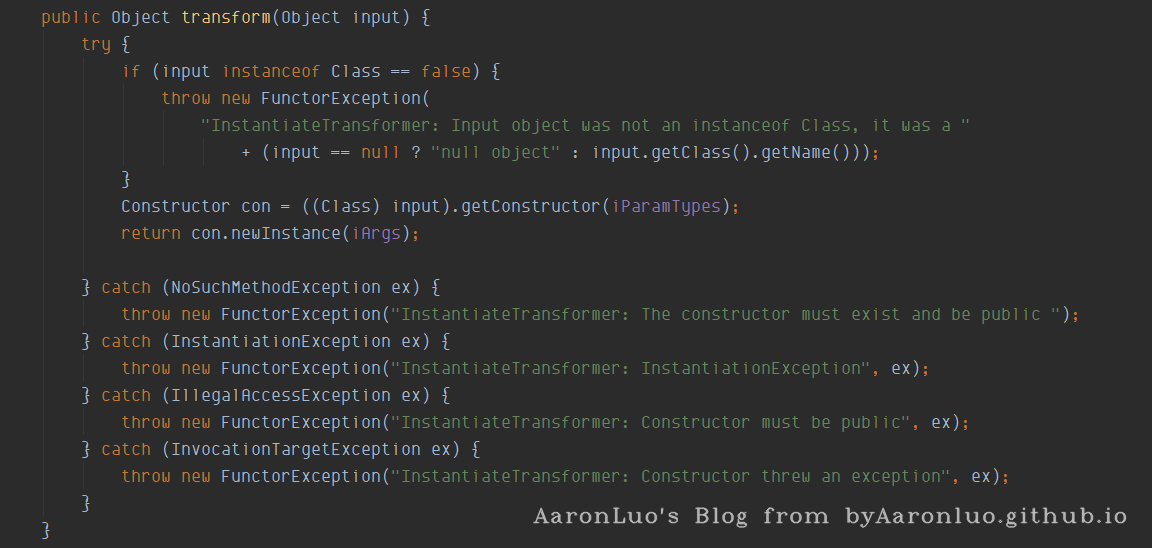 public Object transform(Object input) {
try {
if (input instanceof Class == false) {
throw new FunctorException(
"InstantiateTransformer: Input object was not an instanceof Class, it was a "
+ (input == null ? "null object" : input.getClass().getName()));
}
Constructor con = ((Class) input).getConstructor(iParamTypes);
return con.newInstance(iArgs);
} catch (NoSuchMethodException ex) {
throw new FunctorException("InstantiateTransformer: The constructor must exist and be public ");
} catch (InstantiationException ex) {
throw new FunctorException("InstantiateTransformer: InstantiationException", ex);
} catch (IllegalAccessException ex) {
throw new FunctorException("InstantiateTransformer: Constructor must be public", ex);
} catch (InvocationTargetException ex) {
throw new FunctorException("InstantiateTransformer: Constructor threw an exception", ex);
}
AaronLuo's Blog from byAaronluo.github.io
}